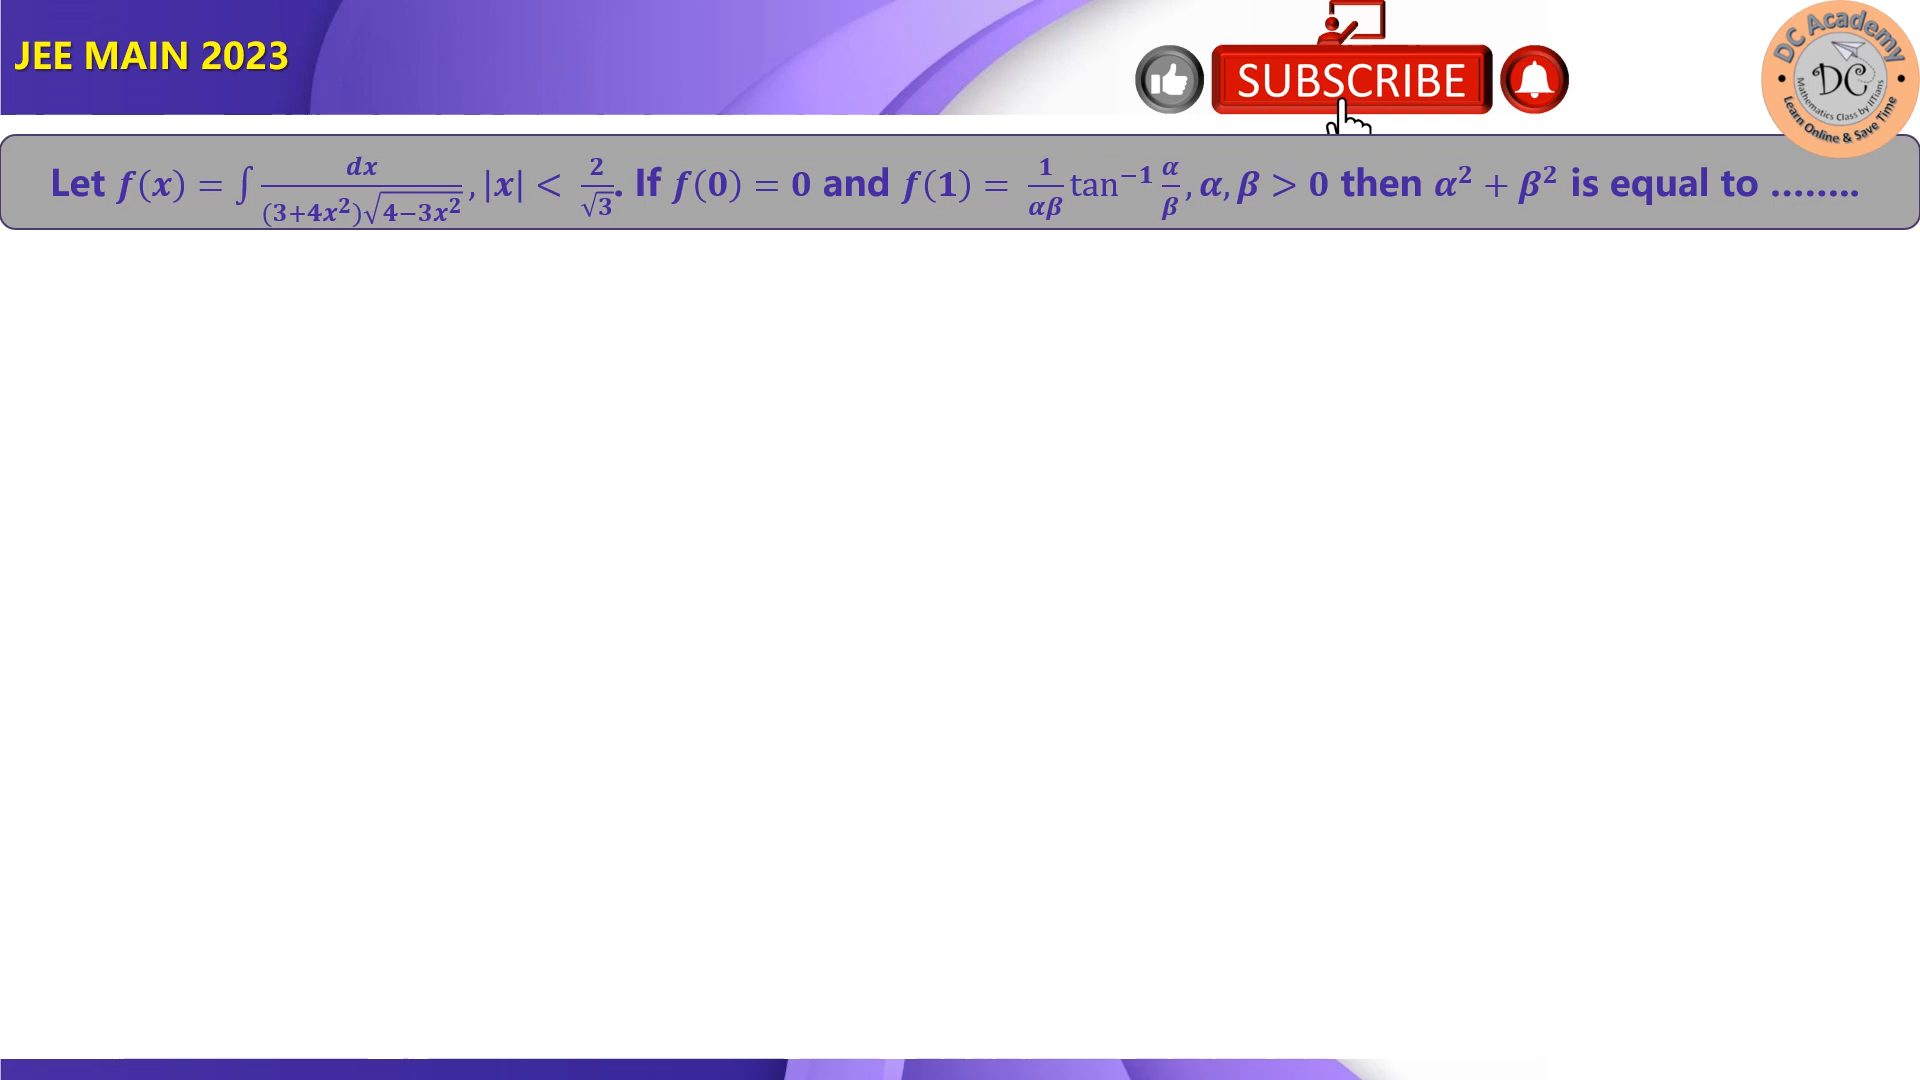 JEE MAIN 2023
SUBSCRIBE
DC Academy
DC
Mathematics Class by IITians
Learn Online & Save Time
Let f(x) = ∫ dx/((3+4x²)√(4−3x²)), |x| < 2/√3. If f(0) = 0 and f(1) = 1/(αβ) tan⁻¹ α/β, α, β > 0 then α² + β² is equal to ........